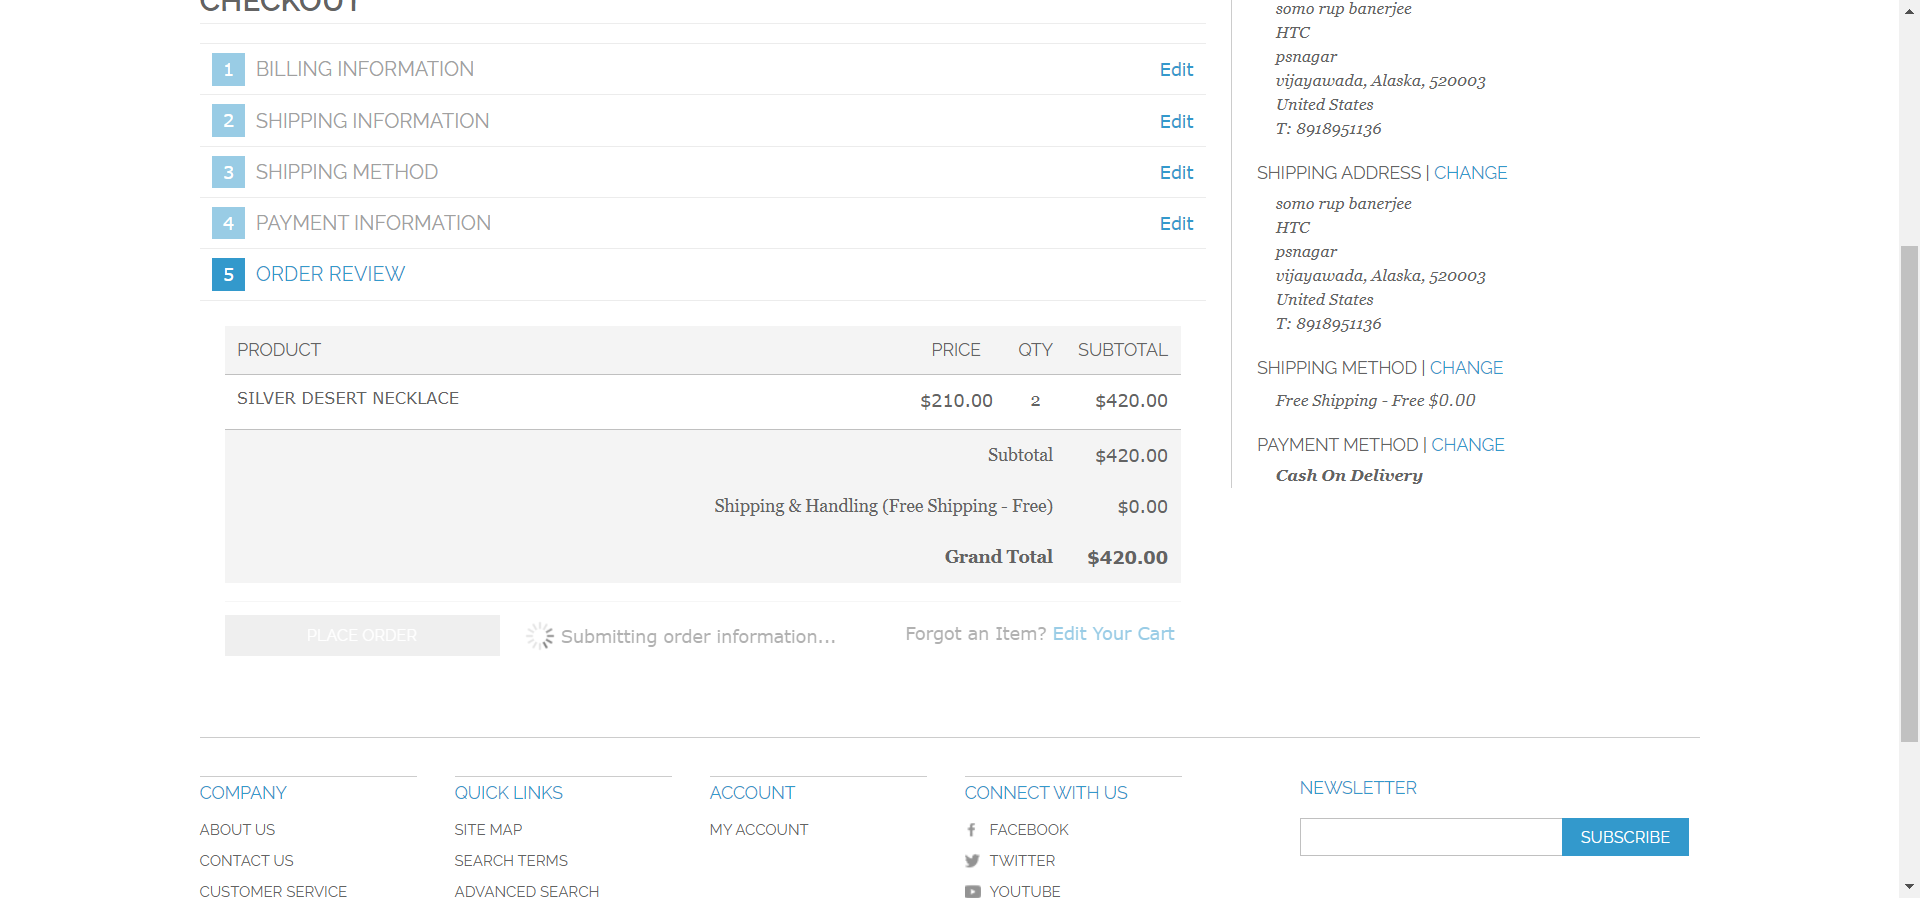 CHECKOUT
1 BILLING INFORMATION Edit
2 SHIPPING INFORMATION Edit
3 SHIPPING METHOD Edit
4 PAYMENT INFORMATION Edit
5 ORDER REVIEW
PRODUCT PRICE QTY SUBTOTAL
SILVER DESERT NECKLACE $210.00 2 $420.00
Subtotal $420.00
Shipping & Handling (Free Shipping - Free) $0.00
Grand Total $420.00
PLACE ORDER Submitting order information... Forgot an Item? Edit Your Cart
somo rup banerjee
HTC
psnagar
vijayawada, Alaska, 520003
United States
T: 8918951136
SHIPPING ADDRESS | CHANGE
somo rup banerjee
HTC
psnagar
vijayawada, Alaska, 520003
United States
T: 8918951136
SHIPPING METHOD | CHANGE
Free Shipping - Free $0.00
PAYMENT METHOD | CHANGE
Cash On Delivery
COMPANY
ABOUT US
CONTACT US
CUSTOMER SERVICE
QUICK LINKS
SITE MAP
SEARCH TERMS
ADVANCED SEARCH
ACCOUNT
MY ACCOUNT
CONNECT WITH US
FACEBOOK
TWITTER
YOUTUBE
NEWSLETTER
SUBSCRIBE